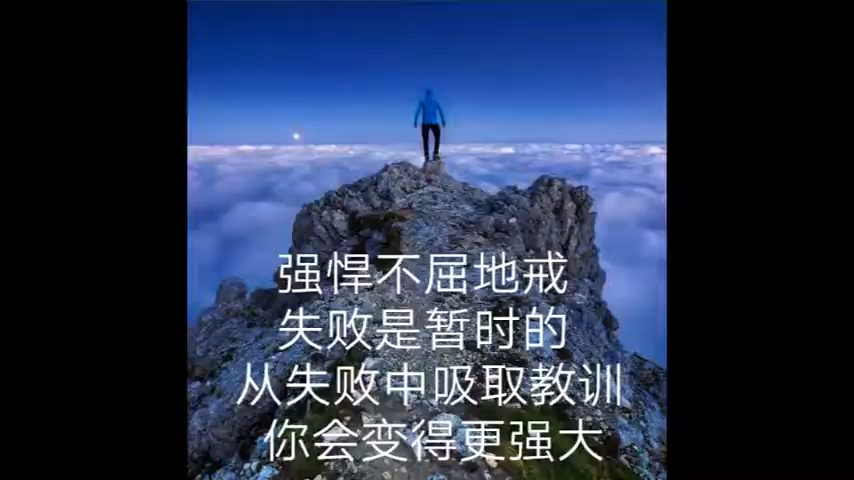 强悍不屈地戒
失败是暂时的
从失败中吸取教训
你会变得更强大